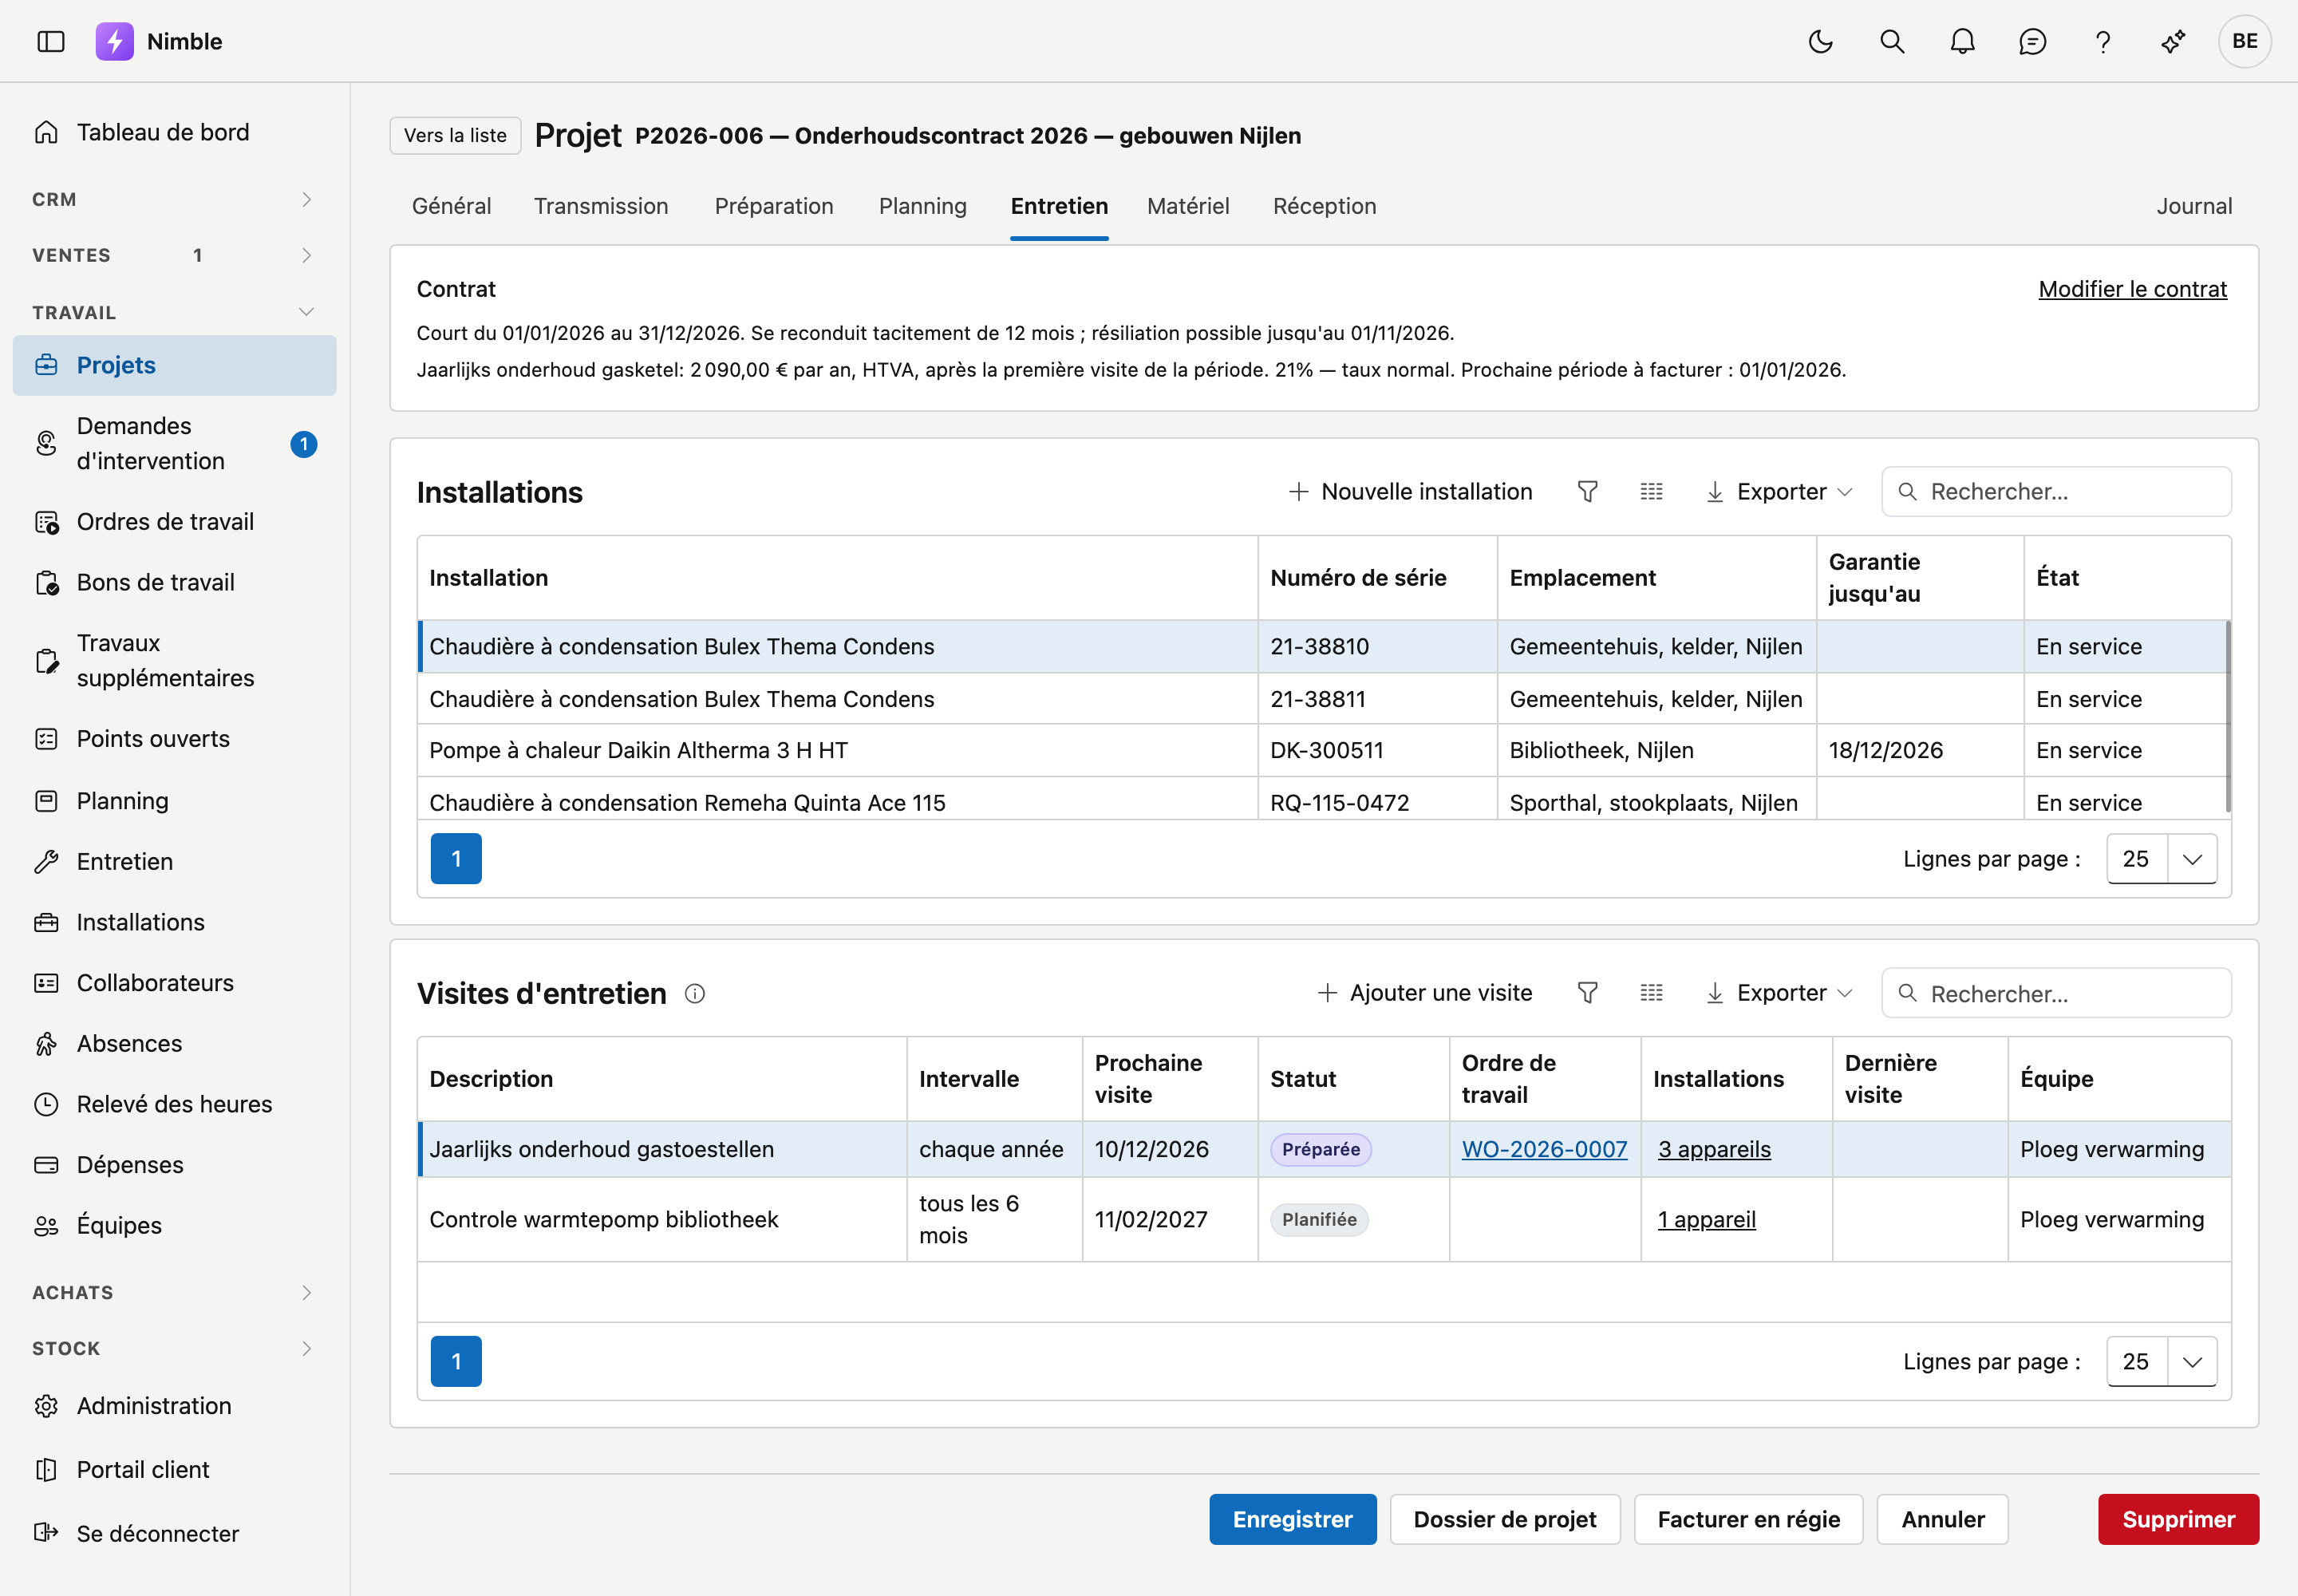 Nimble
BE
Tableau de bord
CRM
VENTES 1
TRAVAIL
Projets
Demandes
d'intervention
1
Ordres de travail
Bons de travail
Travaux
supplémentaires
Points ouverts
Planning
Entretien
Installations
Collaborateurs
Absences
Relevé des heures
Dépenses
Équipes
ACHATS
STOCK
Administration
Portail client
Se déconnecter
Vers la liste Projet P2026-006 — Onderhoudscontract 2026 — gebouwen Nijlen
Général Transmission Préparation Planning Entretien Matériel Réception Journal
Contrat Modifier le contrat
Court du 01/01/2026 au 31/12/2026. Se reconduit tacitement de 12 mois ; résiliation possible jusqu'au 01/11/2026.
Jaarlijks onderhoud gasketel: 2 090,00 € par an, HTVA, après la première visite de la période. 21% — taux normal. Prochaine période à facturer : 01/01/2026.
Installations Nouvelle installation Exporter Rechercher...
Installation Numéro de série Emplacement Garantie jusqu'au État
Chaudière à condensation Bulex Thema Condens 21-38810 Gemeentehuis, kelder, Nijlen En service
Chaudière à condensation Bulex Thema Condens 21-38811 Gemeentehuis, kelder, Nijlen En service
Pompe à chaleur Daikin Altherma 3 H HT DK-300511 Bibliotheek, Nijlen 18/12/2026 En service
Chaudière à condensation Remeha Quinta Ace 115 RQ-115-0472 Sporthal, stookplaats, Nijlen En service
1 Lignes par page : 25
Visites d'entretien Ajouter une visite Exporter Rechercher...
Description Intervalle Prochaine visite Statut Ordre de travail Installations Dernière visite Équipe
Jaarlijks onderhoud gastoestellen chaque année 10/12/2026 Préparée WO-2026-0007 3 appareils Ploeg verwarming
Controle warmtepomp bibliotheek tous les 6 mois 11/02/2027 Planifiée 1 appareil Ploeg verwarming
1 Lignes par page : 25
Enregistrer Dossier de projet Facturer en régie Annuler Supprimer